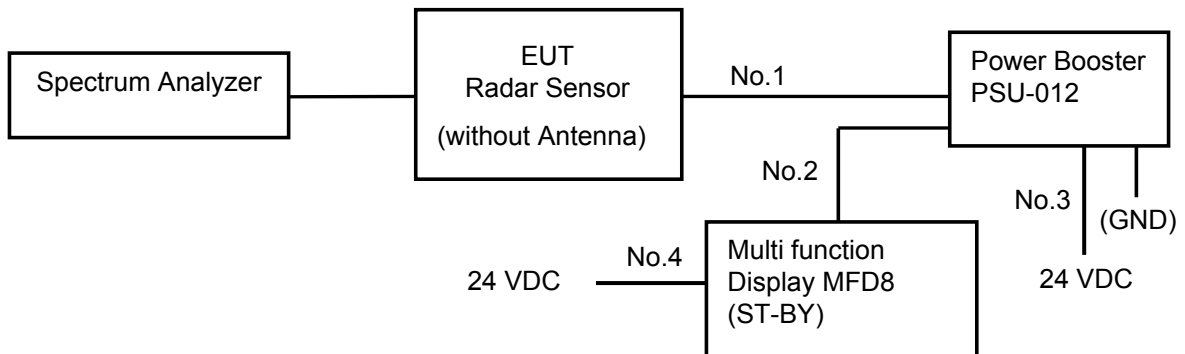 Spectrum Analyzer
EUT
Radar Sensor
(without Antenna)
No.1
Power Booster
PSU-012
No.2
No.3
(GND)
24 VDC
No.4
24 VDC
Multi function
Display MFD8
(ST-BY)